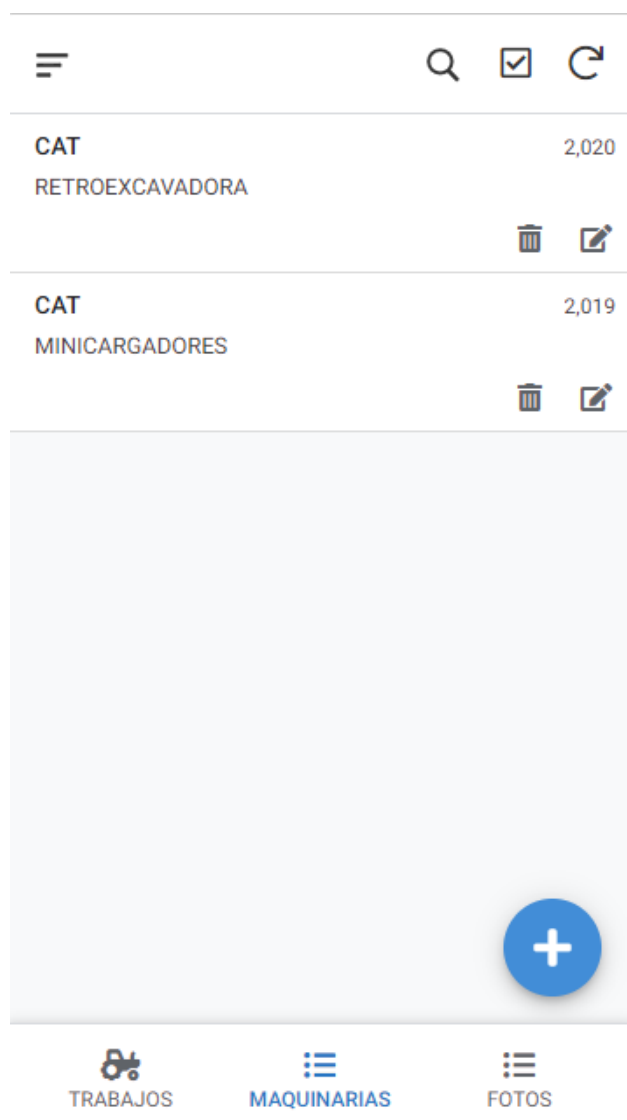 CAT 2,020
RETROEXCAVADORA
CAT 2,019
MINICARGADORES
TRABAJOS MAQUINARIAS FOTOS